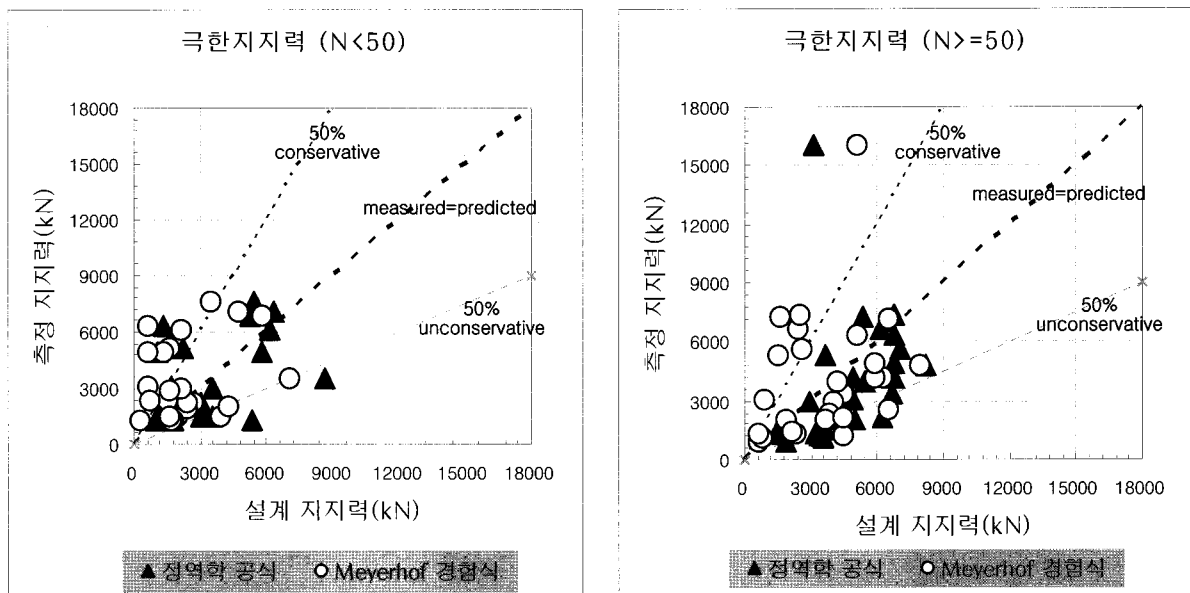 극한지지력 (N<50)
18000
15000
12000
9000
6000
3000
0
측정 지지력(kN)
50%
conservative
measured=predicted
50%
unconservative
0 3000 6000 9000 12000 15000 18000
설계 지지력(kN)
▲ 정역학 공식 ○ Meyerhof 경험식
극한지지력 (N>=50)
18000
15000
12000
9000
6000
3000
0
측정 지지력(kN)
50%
conservative
measured=predicted
50%
unconservative
0 3000 6000 9000 12000 15000 18000
설계 지지력(kN)
▲ 정역학 공식 ○ Meyerhof 경험식